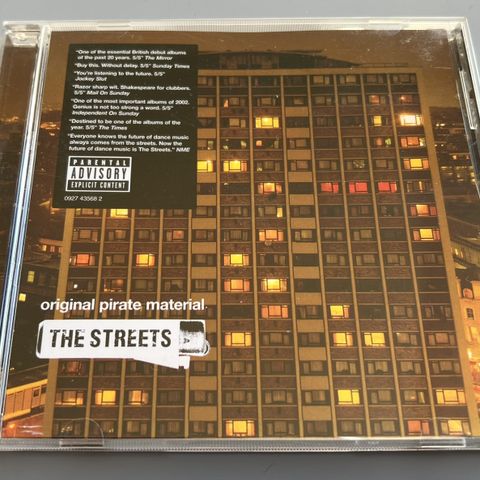 "One of the essential British debut albums
of the past 20 years. 5/5" The Mirror
"Buy this. Without delay. 5/5" Sunday Times
"You're listening to the future. 5/5"
Jockey Slut
"Razor sharp wit. Shakespeare for clubbers.
5/5" Mail On Sunday
"One of the most important albums of 2002.
Genius is not too strong a word. 5/5"
Independent On Sunday
"Destined to be one of the albums of the
year. 5/5" The Times
"Everyone knows the future of dance music
always comes from the streets. Now the
future of dance music is The Streets." NME
PARENTAL
ADVISORY
EXPLICIT CONTENT
0927 43568 2
original pirate material.
THE STREETS